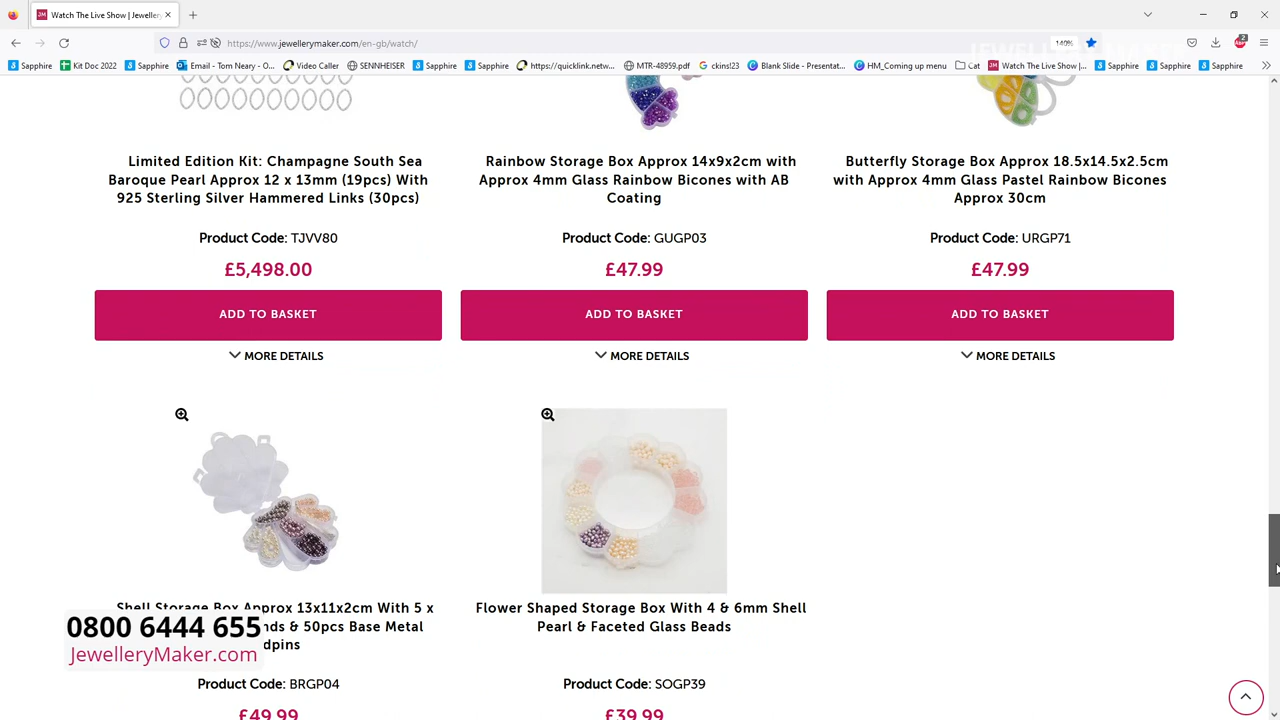 Watch The Live Show | Jeweller
https://www.jewellerymaker.com/en-gb/watch/
140%
2
JEWELLERYMAKER
Sapphire
Kit Doc 2022
Sapphire
Email - Tom Neary - O...
Video Caller
SENNHEISER
Sapphire
Sapphire
https://quicklink.netw...
MTR-48959.pdf
ckins123
Blank Slide - Presentat...
HM_Coming up menu
Cat
Watch The Live Show |...
Sapphire
Sapphire
Sapphire
Limited Edition Kit: Champagne South Sea
Baroque Pearl Approx 12 x 13mm (19pcs) With
925 Sterling Silver Hammered Links (30pcs)
Product Code: TJVV80
£5,498.00
ADD TO BASKET
MORE DETAILS
Rainbow Storage Box Approx 14x9x2cm with
Approx 4mm Glass Rainbow Bicones with AB
Coating
Product Code: GUGP03
£47.99
ADD TO BASKET
MORE DETAILS
Butterfly Storage Box Approx 18.5x14.5x2.5cm
with Approx 4mm Glass Pastel Rainbow Bicones
Approx 30cm
Product Code: URGP71
£47.99
ADD TO BASKET
MORE DETAILS
Shell Storage Box Approx 13x11x2cm With 5 x
nds & 50pcs Base Metal
dpins
Product Code: BRGP04
£49.99
Flower Shaped Storage Box With 4 & 6mm Shell
Pearl & Faceted Glass Beads
Product Code: SOGP39
£39.99
0800 6444 655
JewelleryMaker.com